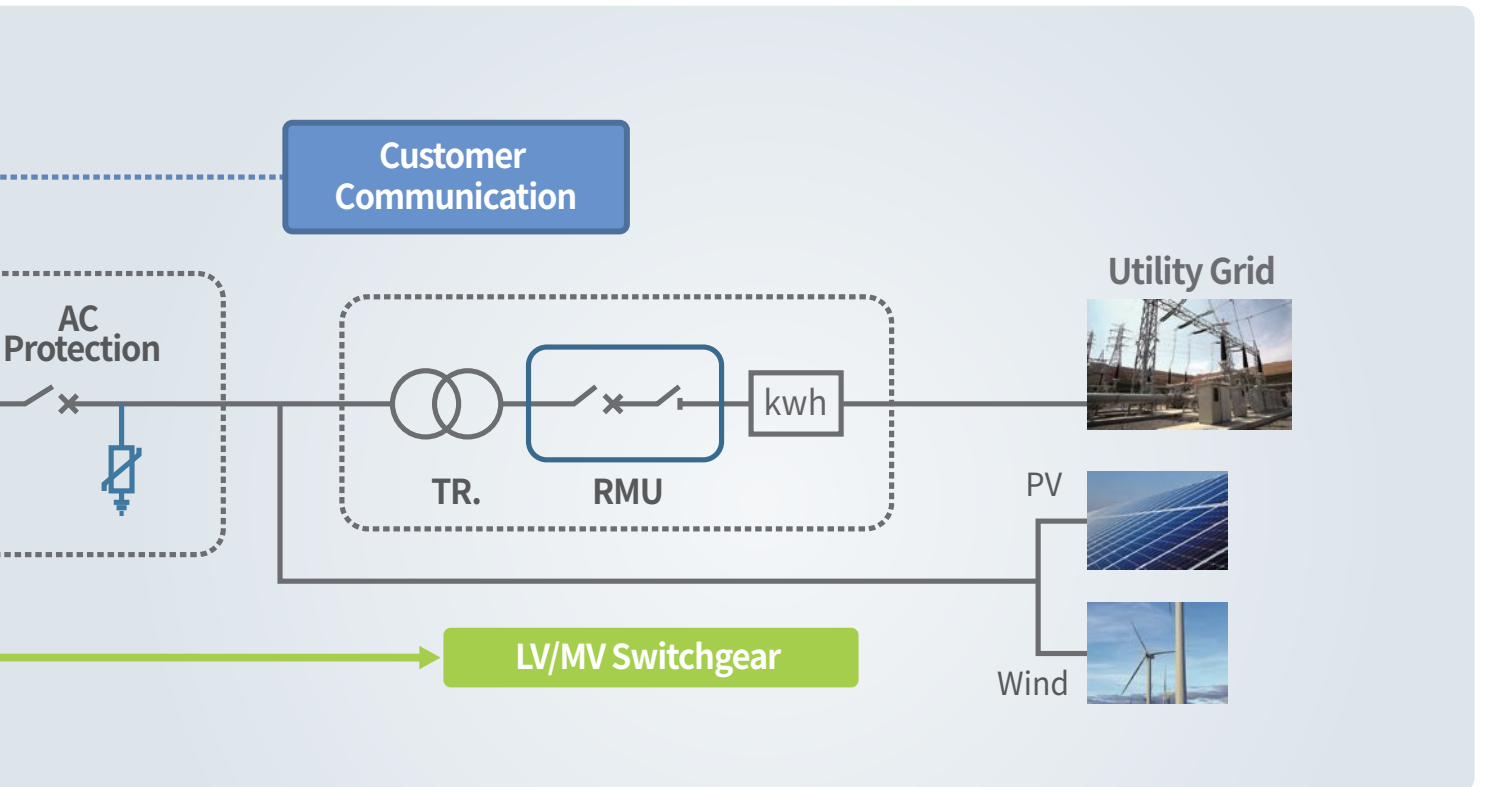 Customer
Communication
Utility Grid
AC
Protection
kwh
TR.
RMU
PV
LV/MV Switchgear
Wind